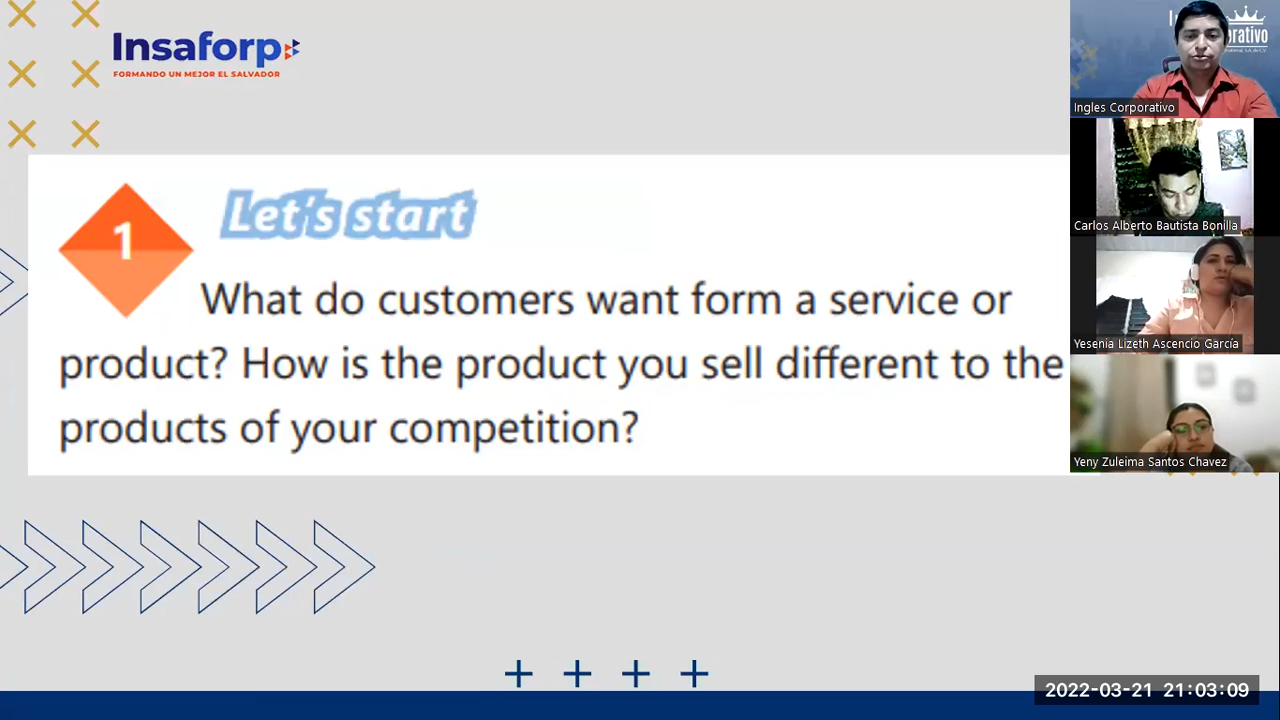 Insaforp
FORMANDO UN MEJOR EL SALVADOR
1
Let's start
What do customers want form a service or
product? How is the product you sell different to the
products of your competition?
Ingles Corporativo
Carlos Alberto Bautista Bonilla
Yesenia Lizeth Ascencio García
Yeny Zuleima Santos Chavez
2022-03-21 21:03:09